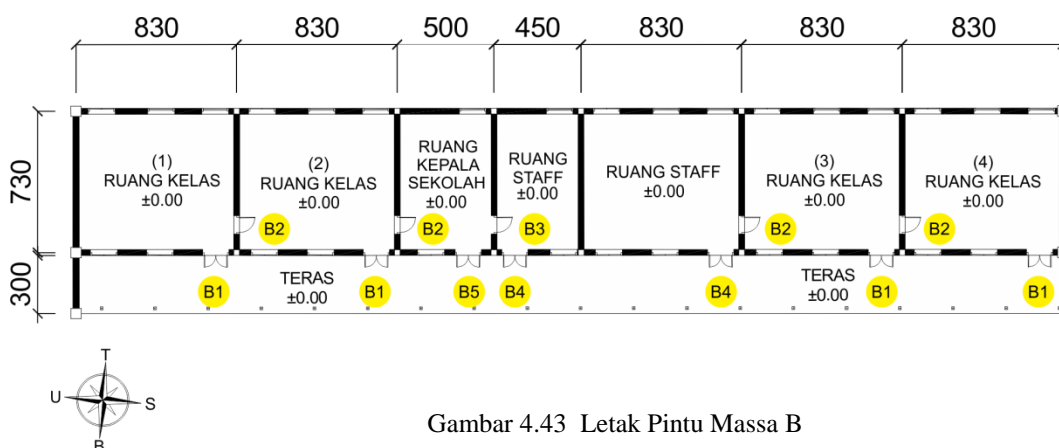 830 830 500 450 830 830 830
730
300
(1)
RUANG KELAS
±0.00
(2)
RUANG KELAS
±0.00
RUANG
KEPALA
SEKOLAH
±0.00
RUANG
STAFF
±0.00
RUANG STAFF
±0.00
(3)
RUANG KELAS
±0.00
(4)
RUANG KELAS
±0.00
B2 B2 B3 B2 B2
B1 B1 B5 B4 B4 B1 B1
TERAS
±0.00
TERAS
±0.00
T
U S
B
Gambar 4.43 Letak Pintu Massa B